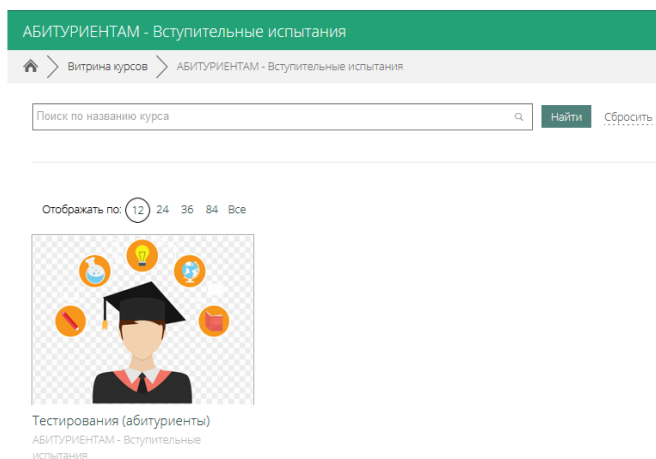 АБИТУРИЕНТАМ - Вступительные испытания
Витрина курсов АБИТУРИЕНТАМ - Вступительные испытания
Поиск по названию курса Найти Сбросить
Отображать по: 12 24 36 84 Все
Тестирования (абитуриенты)
АБИТУРИЕНТАМ - Вступительные
испытания